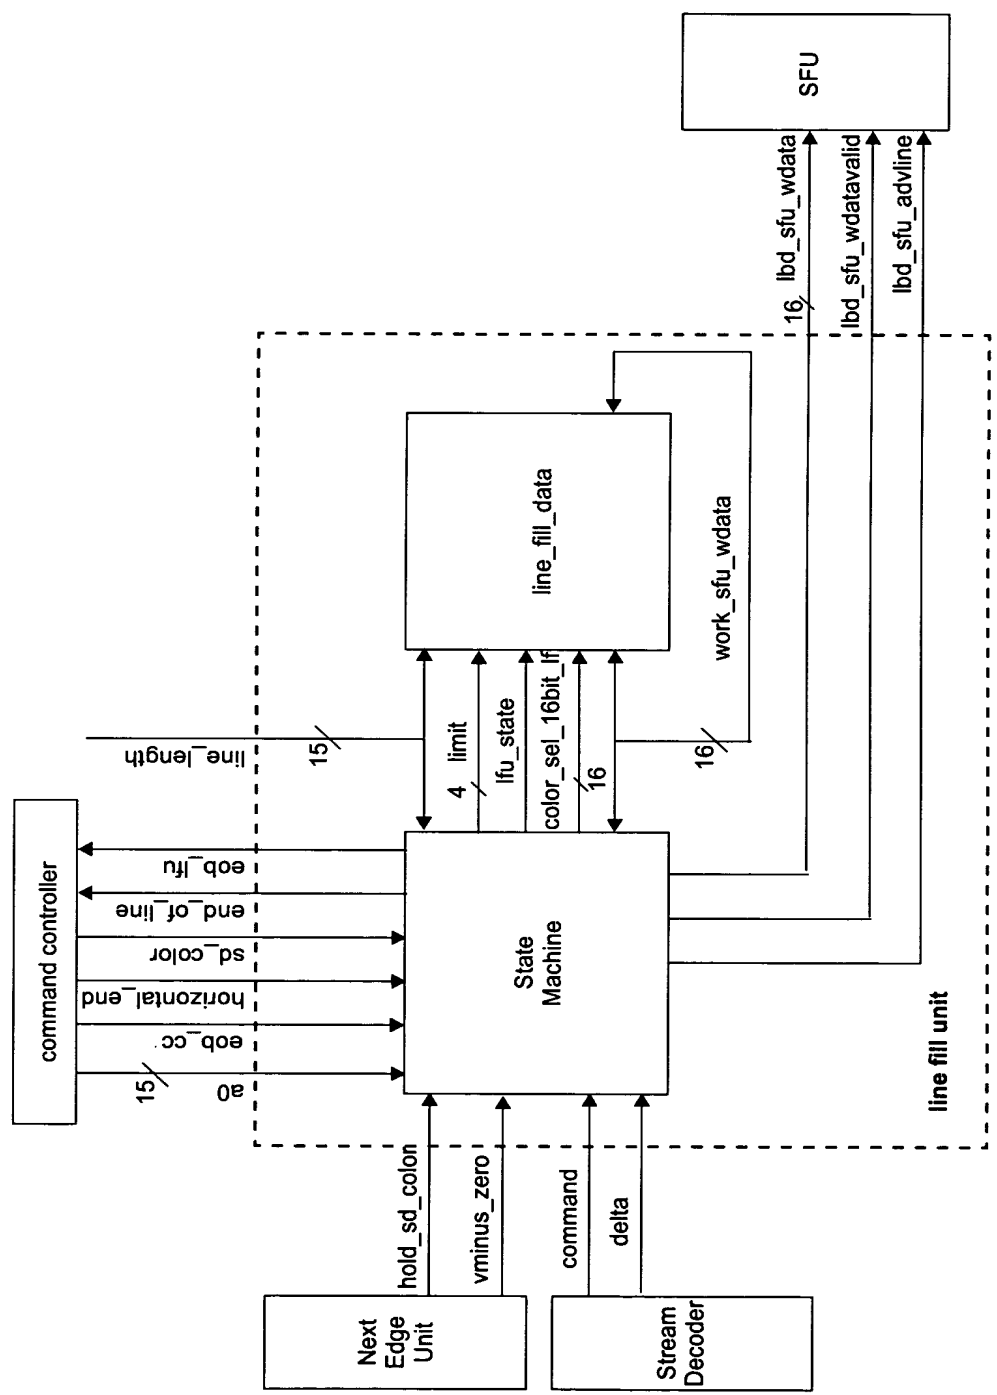 command controller
a0
15
eob_cc
horizontal_end
sd_color
end_of_line
eob_lfu
line_length
15
Next
Edge
Unit
hold_sd_colon
vminus_zero
Stream
Decoder
command
delta
State
Machine
4
limit
lfu_state
color_sel_16bit_lf
16
line_fill_data
16
work_sfu_wdata
line fill unit
16
lbd_sfu_wdata
lbd_sfu_wdatavalid
lbd_sfu_advline
SFU